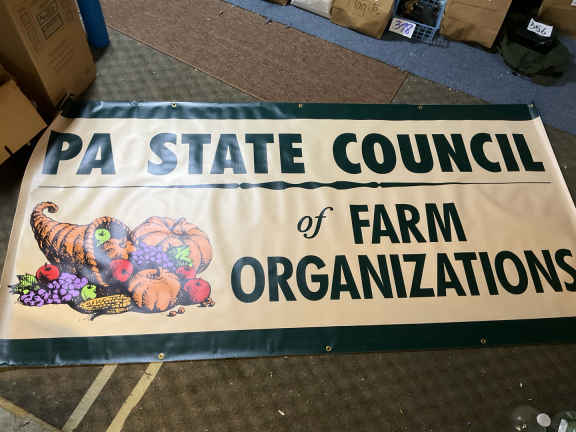 PA STATE COUNCIL
of FARM
ORGANIZATIONS